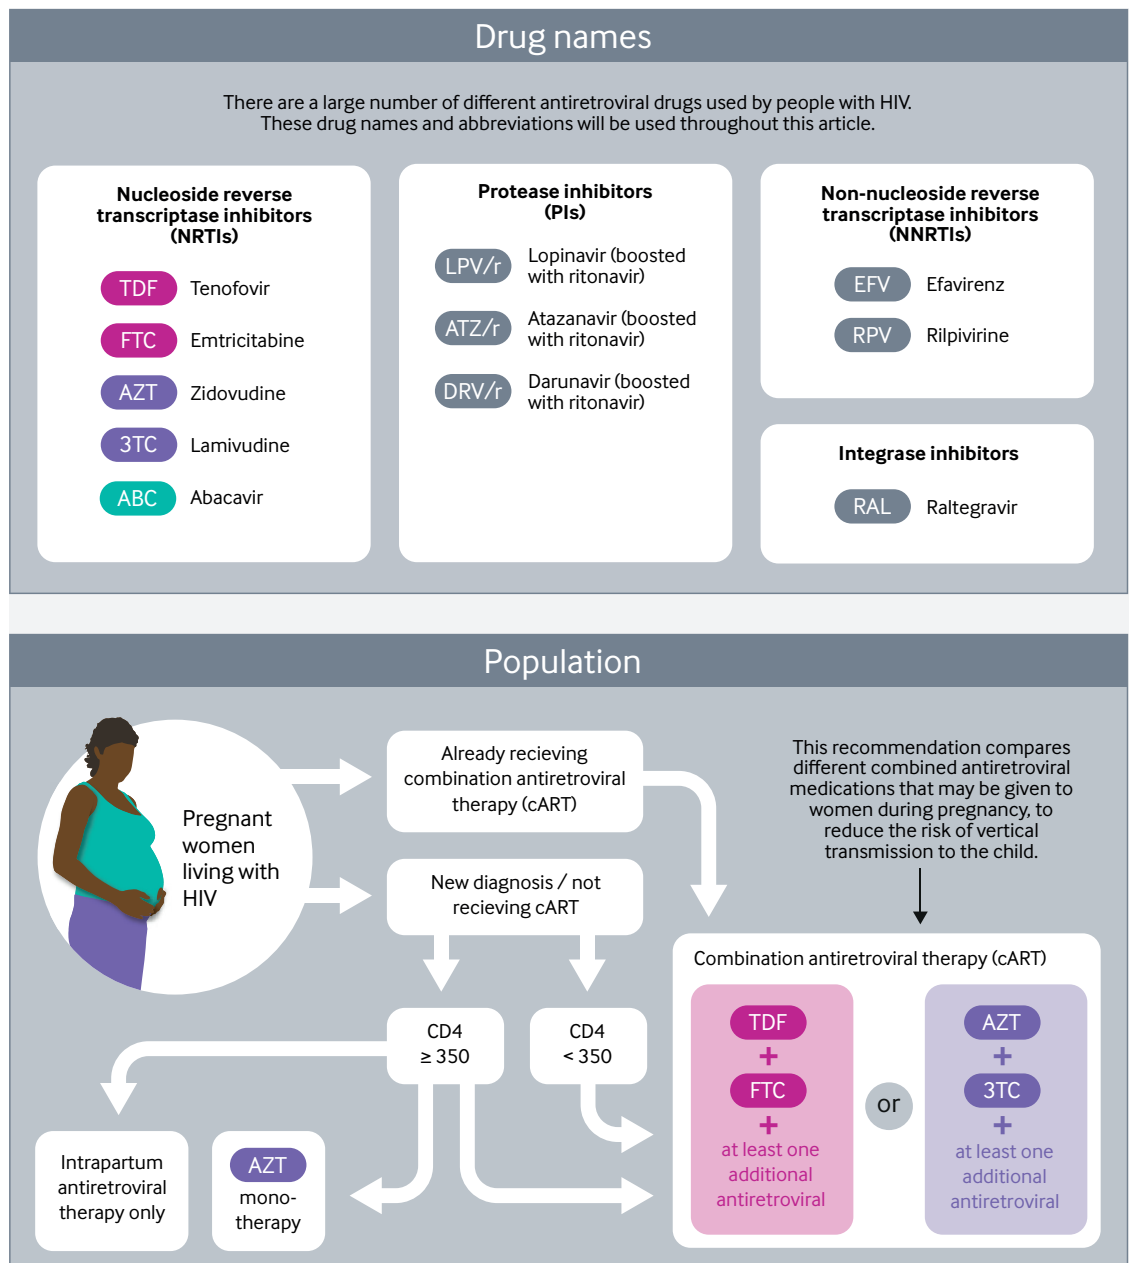 Drug names
There are a large number of different antiretroviral drugs used by people with HIV.
These drug names and abbreviations will be used throughout this article.
Nucleoside reverse
transcriptase inhibitors
(NRTIs)
TDF Tenofovir
FTC Emtricitabine
AZT Zidovudine
3TC Lamivudine
ABC Abacavir
Protease inhibitors
(PIs)
LPV/r Lopinavir (boosted
with ritonavir)
ATZ/r Atazanavir (boosted
with ritonavir)
DRV/r Darunavir (boosted
with ritonavir)
Non-nucleoside reverse
transcriptase inhibitors
(NNRTIs)
EFV Efavirenz
RPV Rilpivirine
Integrase inhibitors
RAL Raltegravir
Population
Pregnant
women
living with
HIV
Already recieving
combination antiretroviral
therapy (cART)
New diagnosis / not
recieving cART
This recommendation compares
different combined antiretroviral
medications that may be given to
women during pregnancy, to
reduce the risk of vertical
transmission to the child.
CD4
≥ 350
CD4
< 350
Intrapartum
antiretroviral
therapy only
AZT
mono-
therapy
Combination antiretroviral therapy (cART)
TDF
+
FTC
+
at least one
additional
antiretroviral
or
AZT
+
3TC
+
at least one
additional
antiretroviral